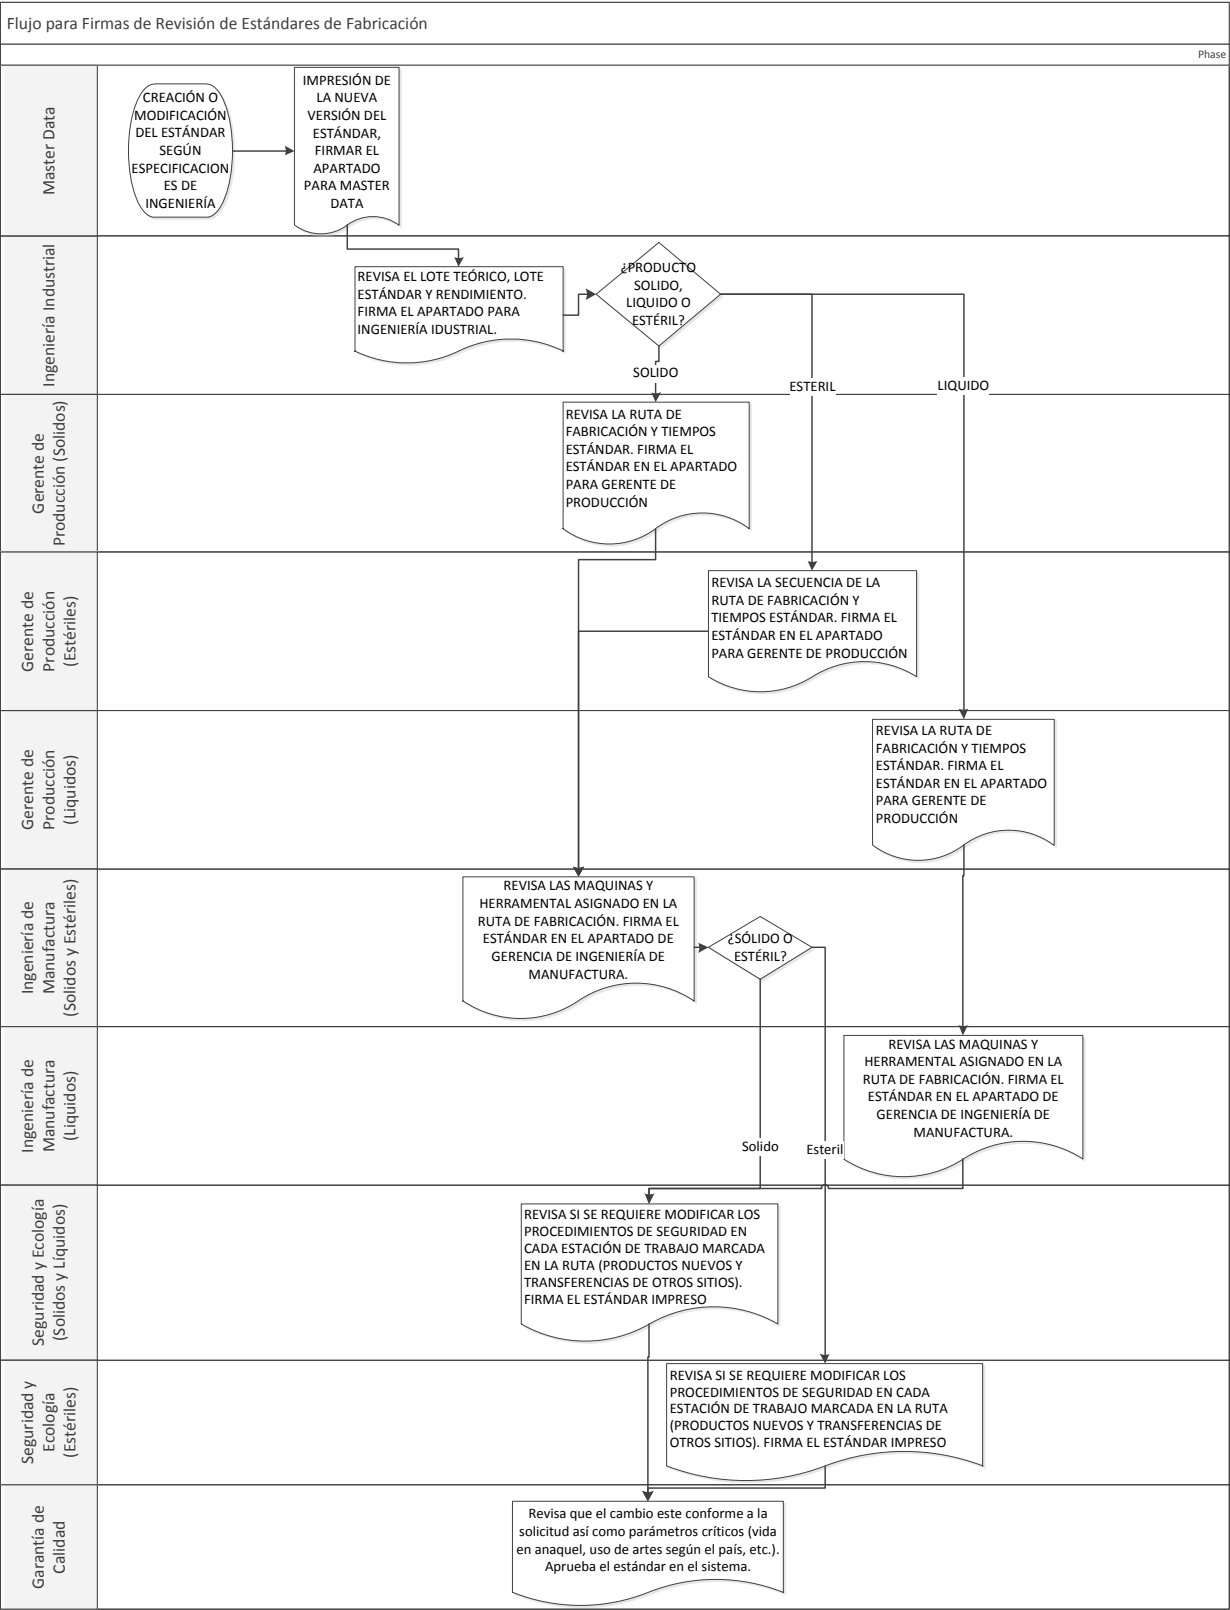 Flujo para Firmas de Revisión de Estándares de Fabricación
Phase
Master Data
CREACIÓN O
MODIFICACIÓN
DEL ESTÁNDAR
SEGÚN
ESPECIFICACION
ES DE
INGENIERÍA
IMPRESIÓN DE
LA NUEVA
VERSIÓN DEL
ESTÁNDAR,
FIRMAR EL
APARTADO
PARA MASTER
DATA
Ingeniería Industrial
REVISA EL LOTE TEÓRICO, LOTE
ESTÁNDAR Y RENDIMIENTO.
FIRMA EL APARTADO PARA
INGENIERÍA IDUSTRIAL.
¿PRODUCTO
SOLIDO,
LIQUIDO O
ESTÉRIL?
SOLIDO
ESTERIL
LIQUIDO
Gerente de
Producción (Solidos)
REVISA LA RUTA DE
FABRICACIÓN Y TIEMPOS
ESTÁNDAR. FIRMA EL
ESTÁNDAR EN EL APARTADO
PARA GERENTE DE
PRODUCCIÓN
Gerente de
Producción
(Estériles)
REVISA LA SECUENCIA DE LA
RUTA DE FABRICACIÓN Y
TIEMPOS ESTÁNDAR. FIRMA EL
ESTÁNDAR EN EL APARTADO
PARA GERENTE DE PRODUCCIÓN
Gerente de
Producción
(Liquidos)
REVISA LA RUTA DE
FABRICACIÓN Y TIEMPOS
ESTÁNDAR. FIRMA EL
ESTÁNDAR EN EL APARTADO
PARA GERENTE DE
PRODUCCIÓN
Ingeniería de
Manufactura
(Solidos y Estériles)
REVISA LAS MAQUINAS Y
HERRAMENTAL ASIGNADO EN LA
RUTA DE FABRICACIÓN. FIRMA EL
ESTÁNDAR EN EL APARTADO DE
GERENCIA DE INGENIERÍA DE
MANUFACTURA.
¿SÓLIDO O
ESTÉRIL?
Ingeniería de
Manufactura
(Liquidos)
REVISA LAS MAQUINAS Y
HERRAMENTAL ASIGNADO EN LA
RUTA DE FABRICACIÓN. FIRMA EL
ESTÁNDAR EN EL APARTADO DE
GERENCIA DE INGENIERÍA DE
MANUFACTURA.
Solido
Esteril
Seguridad y Ecología
(Solidos y Líquidos)
REVISA SI SE REQUIERE MODIFICAR LOS
PROCEDIMIENTOS DE SEGURIDAD EN
CADA ESTACIÓN DE TRABAJO MARCADA
EN LA RUTA (PRODUCTOS NUEVOS Y
TRANSFERENCIAS DE OTROS SITIOS).
FIRMA EL ESTÁNDAR IMPRESO
Seguridad y
Ecología
(Estériles)
REVISA SI SE REQUIERE MODIFICAR LOS
PROCEDIMIENTOS DE SEGURIDAD EN CADA
ESTACIÓN DE TRABAJO MARCADA EN LA RUTA
(PRODUCTOS NUEVOS Y TRANSFERENCIAS DE
OTROS SITIOS). FIRMA EL ESTÁNDAR IMPRESO
Garantía de
Calidad
Revisa que el cambio este conforme a la
solicitud así como parámetros críticos (vida
en anaquel, uso de artes según el país, etc.).
Aprueba el estándar en el sistema.